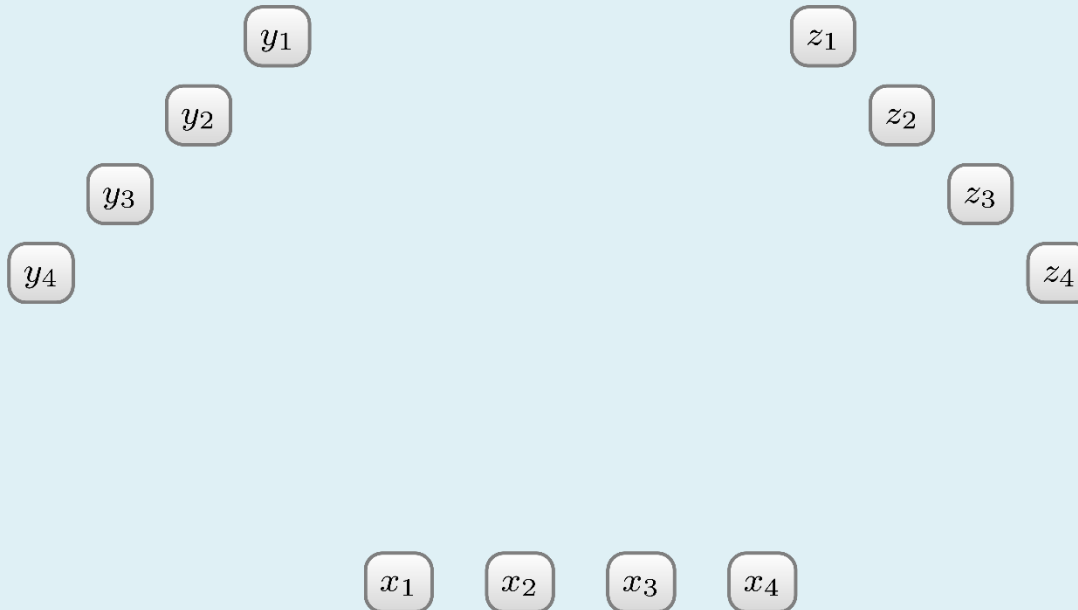 y₁ z₁
y₂ z₂
y₃ z₃
y₄ z₄
x₁ x₂ x₃ x₄